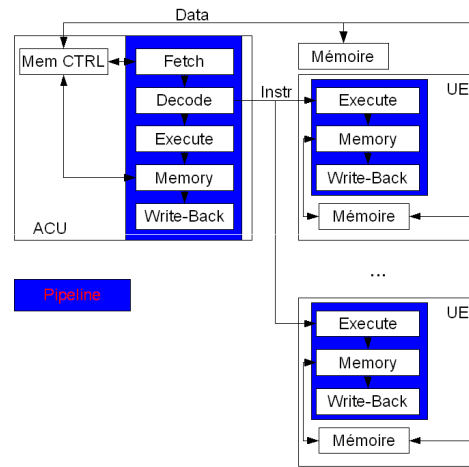 Data
Mem CTRL
Fetch
Decode
Execute
Memory
Write-Back
ACU
Pipeline
Instr
Mémoire
UE
Execute
Memory
Write-Back
Mémoire
...
UE
Execute
Memory
Write-Back
Mémoire